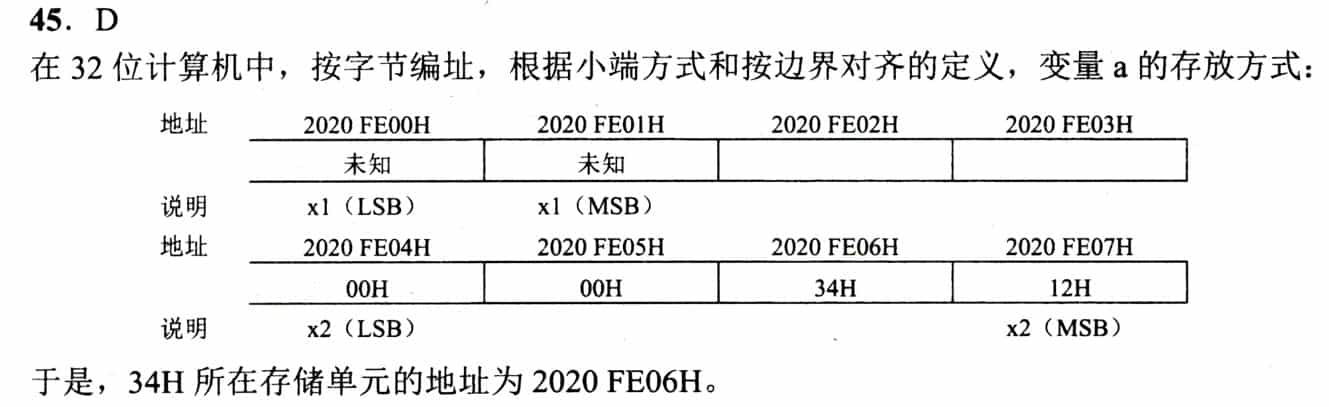 45. D
在 32 位计算机中，按字节编址，根据小端方式和按边界对齐的定义，变量 a 的存放方式：
地址 2020 FE00H 2020 FE01H 2020 FE02H 2020 FE03H
未知 未知
说明 x1（LSB） x1（MSB）
地址 2020 FE04H 2020 FE05H 2020 FE06H 2020 FE07H
00H 00H 34H 12H
说明 x2（LSB） x2（MSB）
于是，34H 所在存储单元的地址为 2020 FE06H。